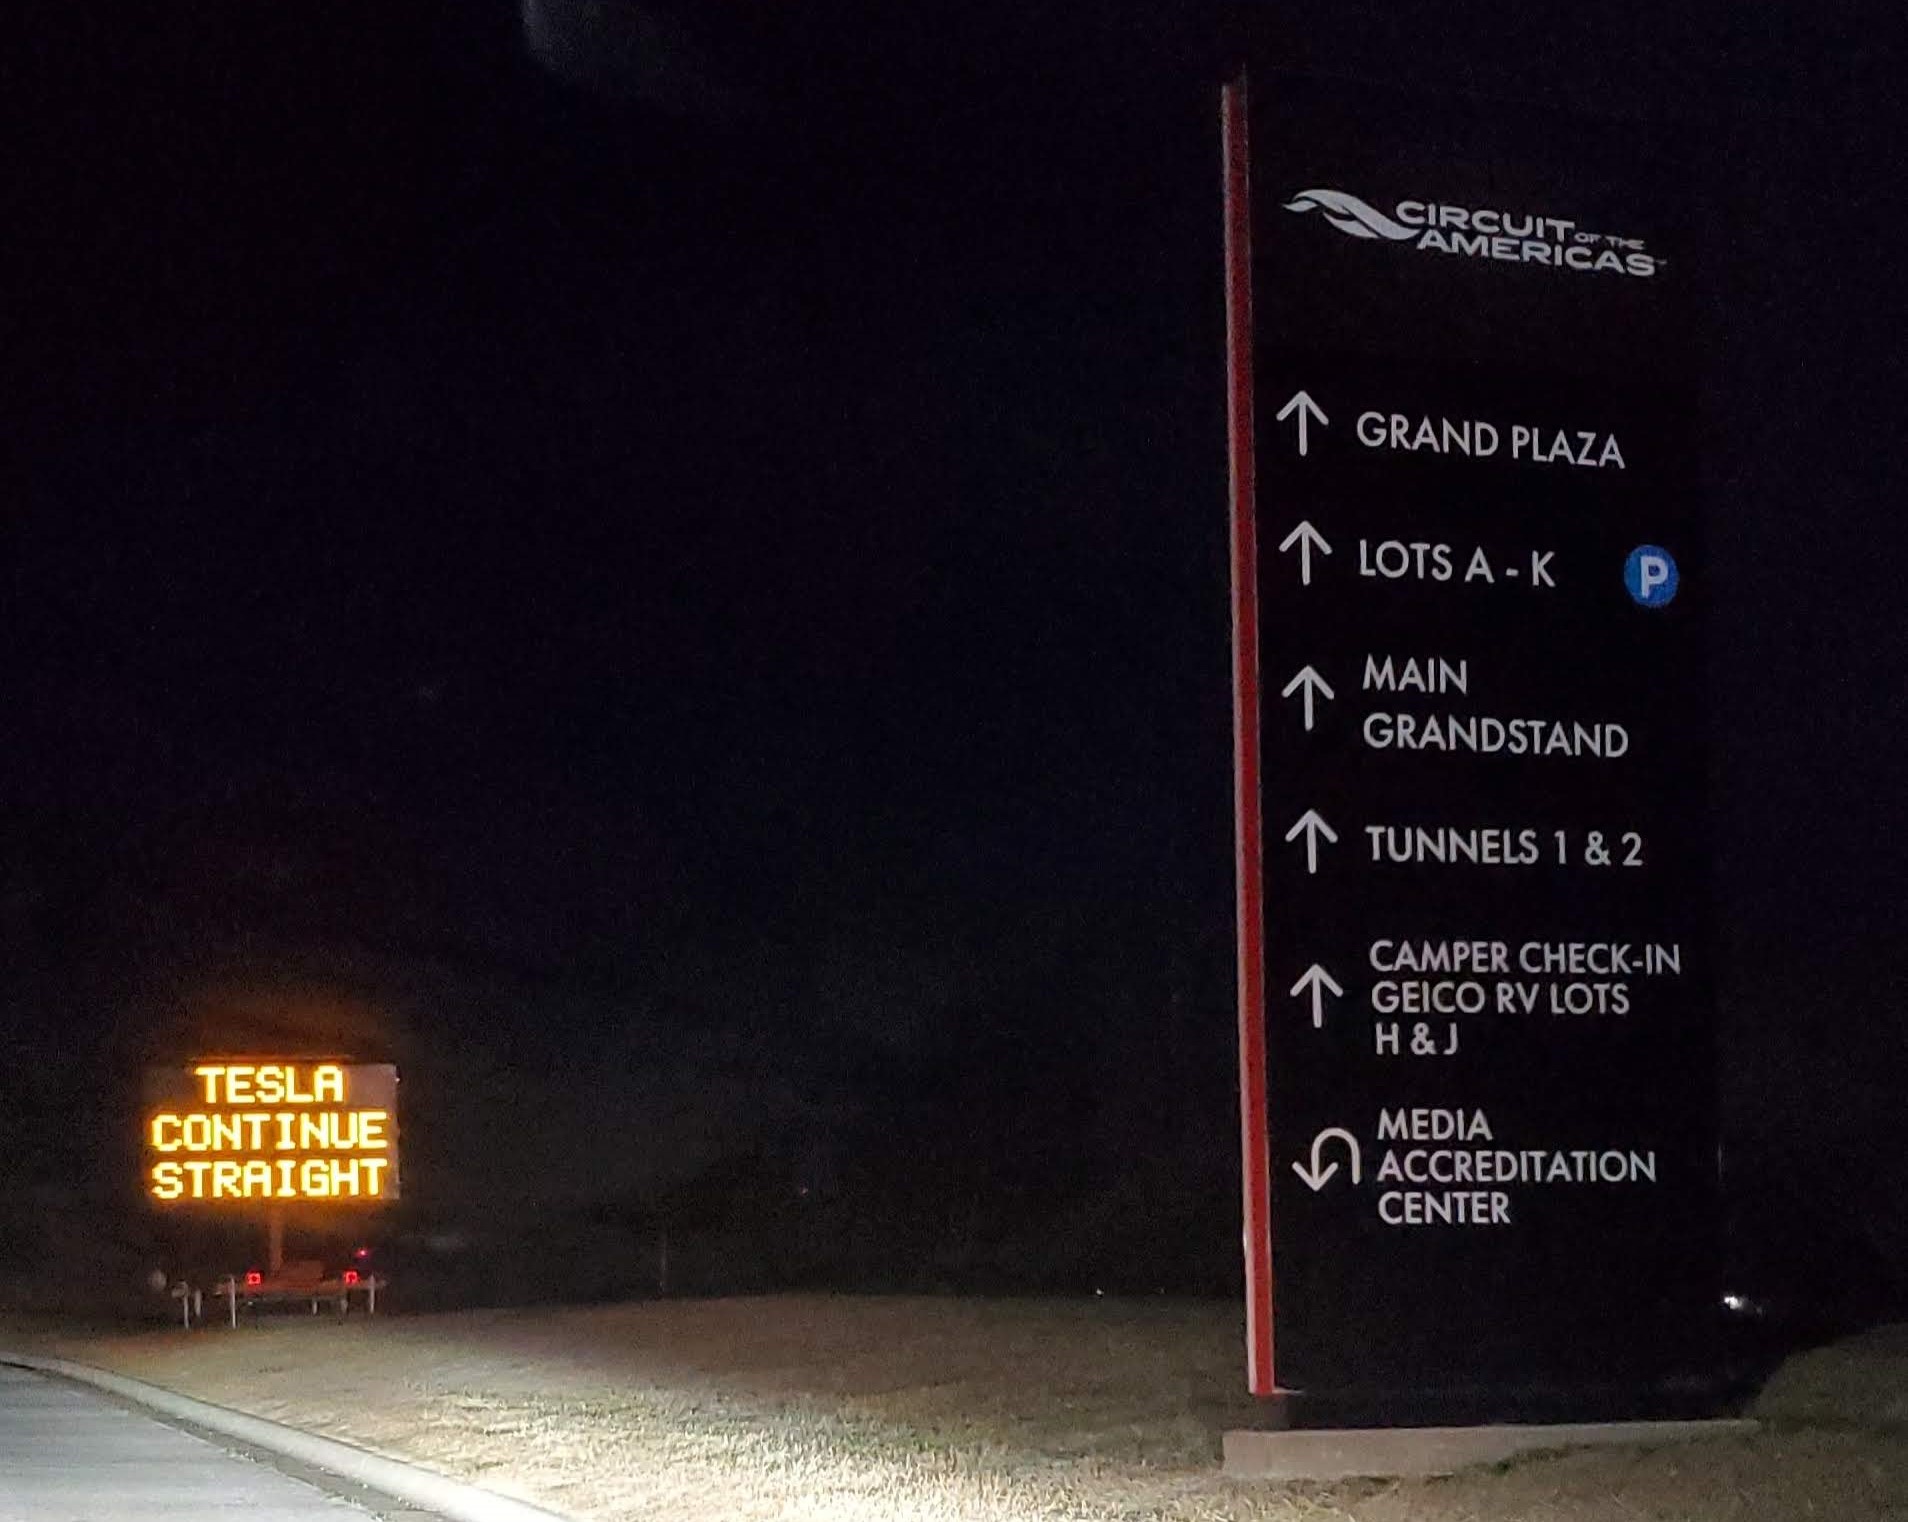 CIRCUIT OF THE
AMERICAS
GRAND PLAZA
LOTS A - K P
MAIN
GRANDSTAND
TUNNELS 1 & 2
CAMPER CHECK-IN
GEICO RV LOTS
H & J
MEDIA
ACCREDITATION
CENTER
TESLA
CONTINUE
STRAIGHT